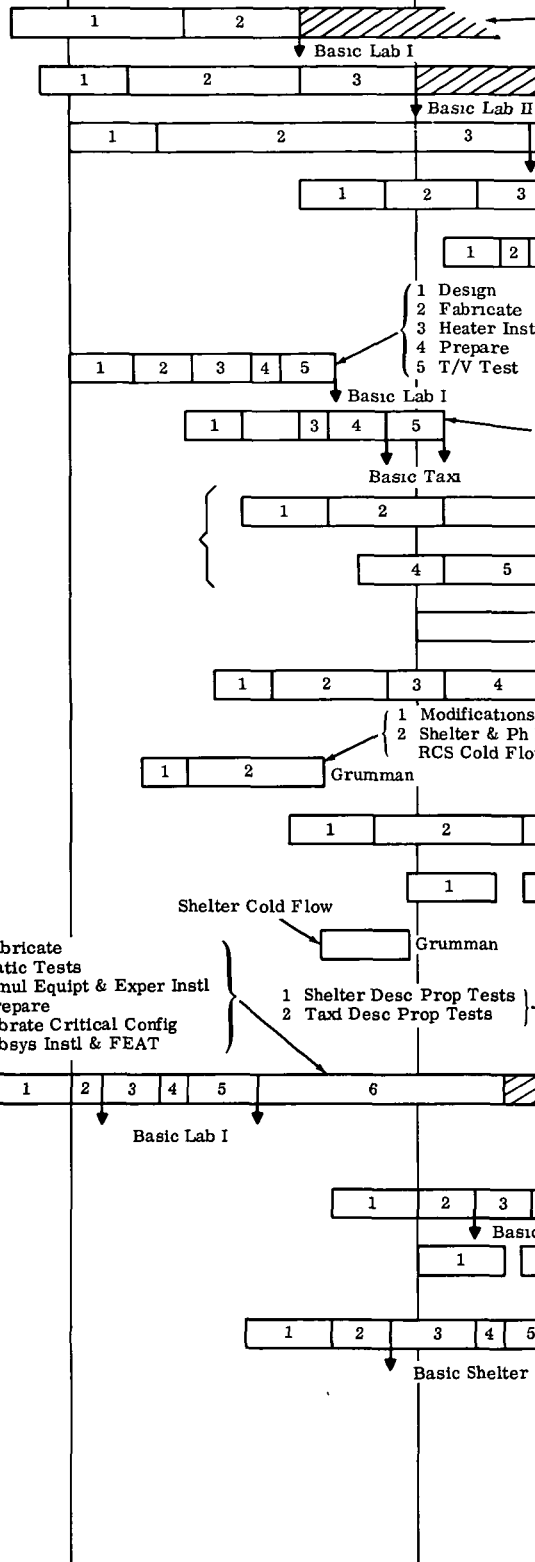 1 2
Basic Lab I
1 2 3
Basic Lab II
1 2 3
1 2 3
1 2
1 Design
2 Fabricate
3 Heater Inst
4 Prepare
5 T/V Test
1 2 3 4 5
Basic Lab I
1 3 4 5
Basic Taxi
1 2
4 5
1 2 3 4
1 Modifications
2 Shelter & Ph
RCS Cold Flo
1 2
Grumman
1 2
1
Shelter Cold Flow
Grumman
bricate
atic Tests
mul Equipt & Exper Instl
repare
brate Critical Config
bsys Instl & FEAT
1 Shelter Desc Prop Tests
2 Taxi Desc Prop Tests
1 2 3 4 5 6
Basic Lab I
1 2 3
Basic
1
1 2 3 4 5
Basic Shelter